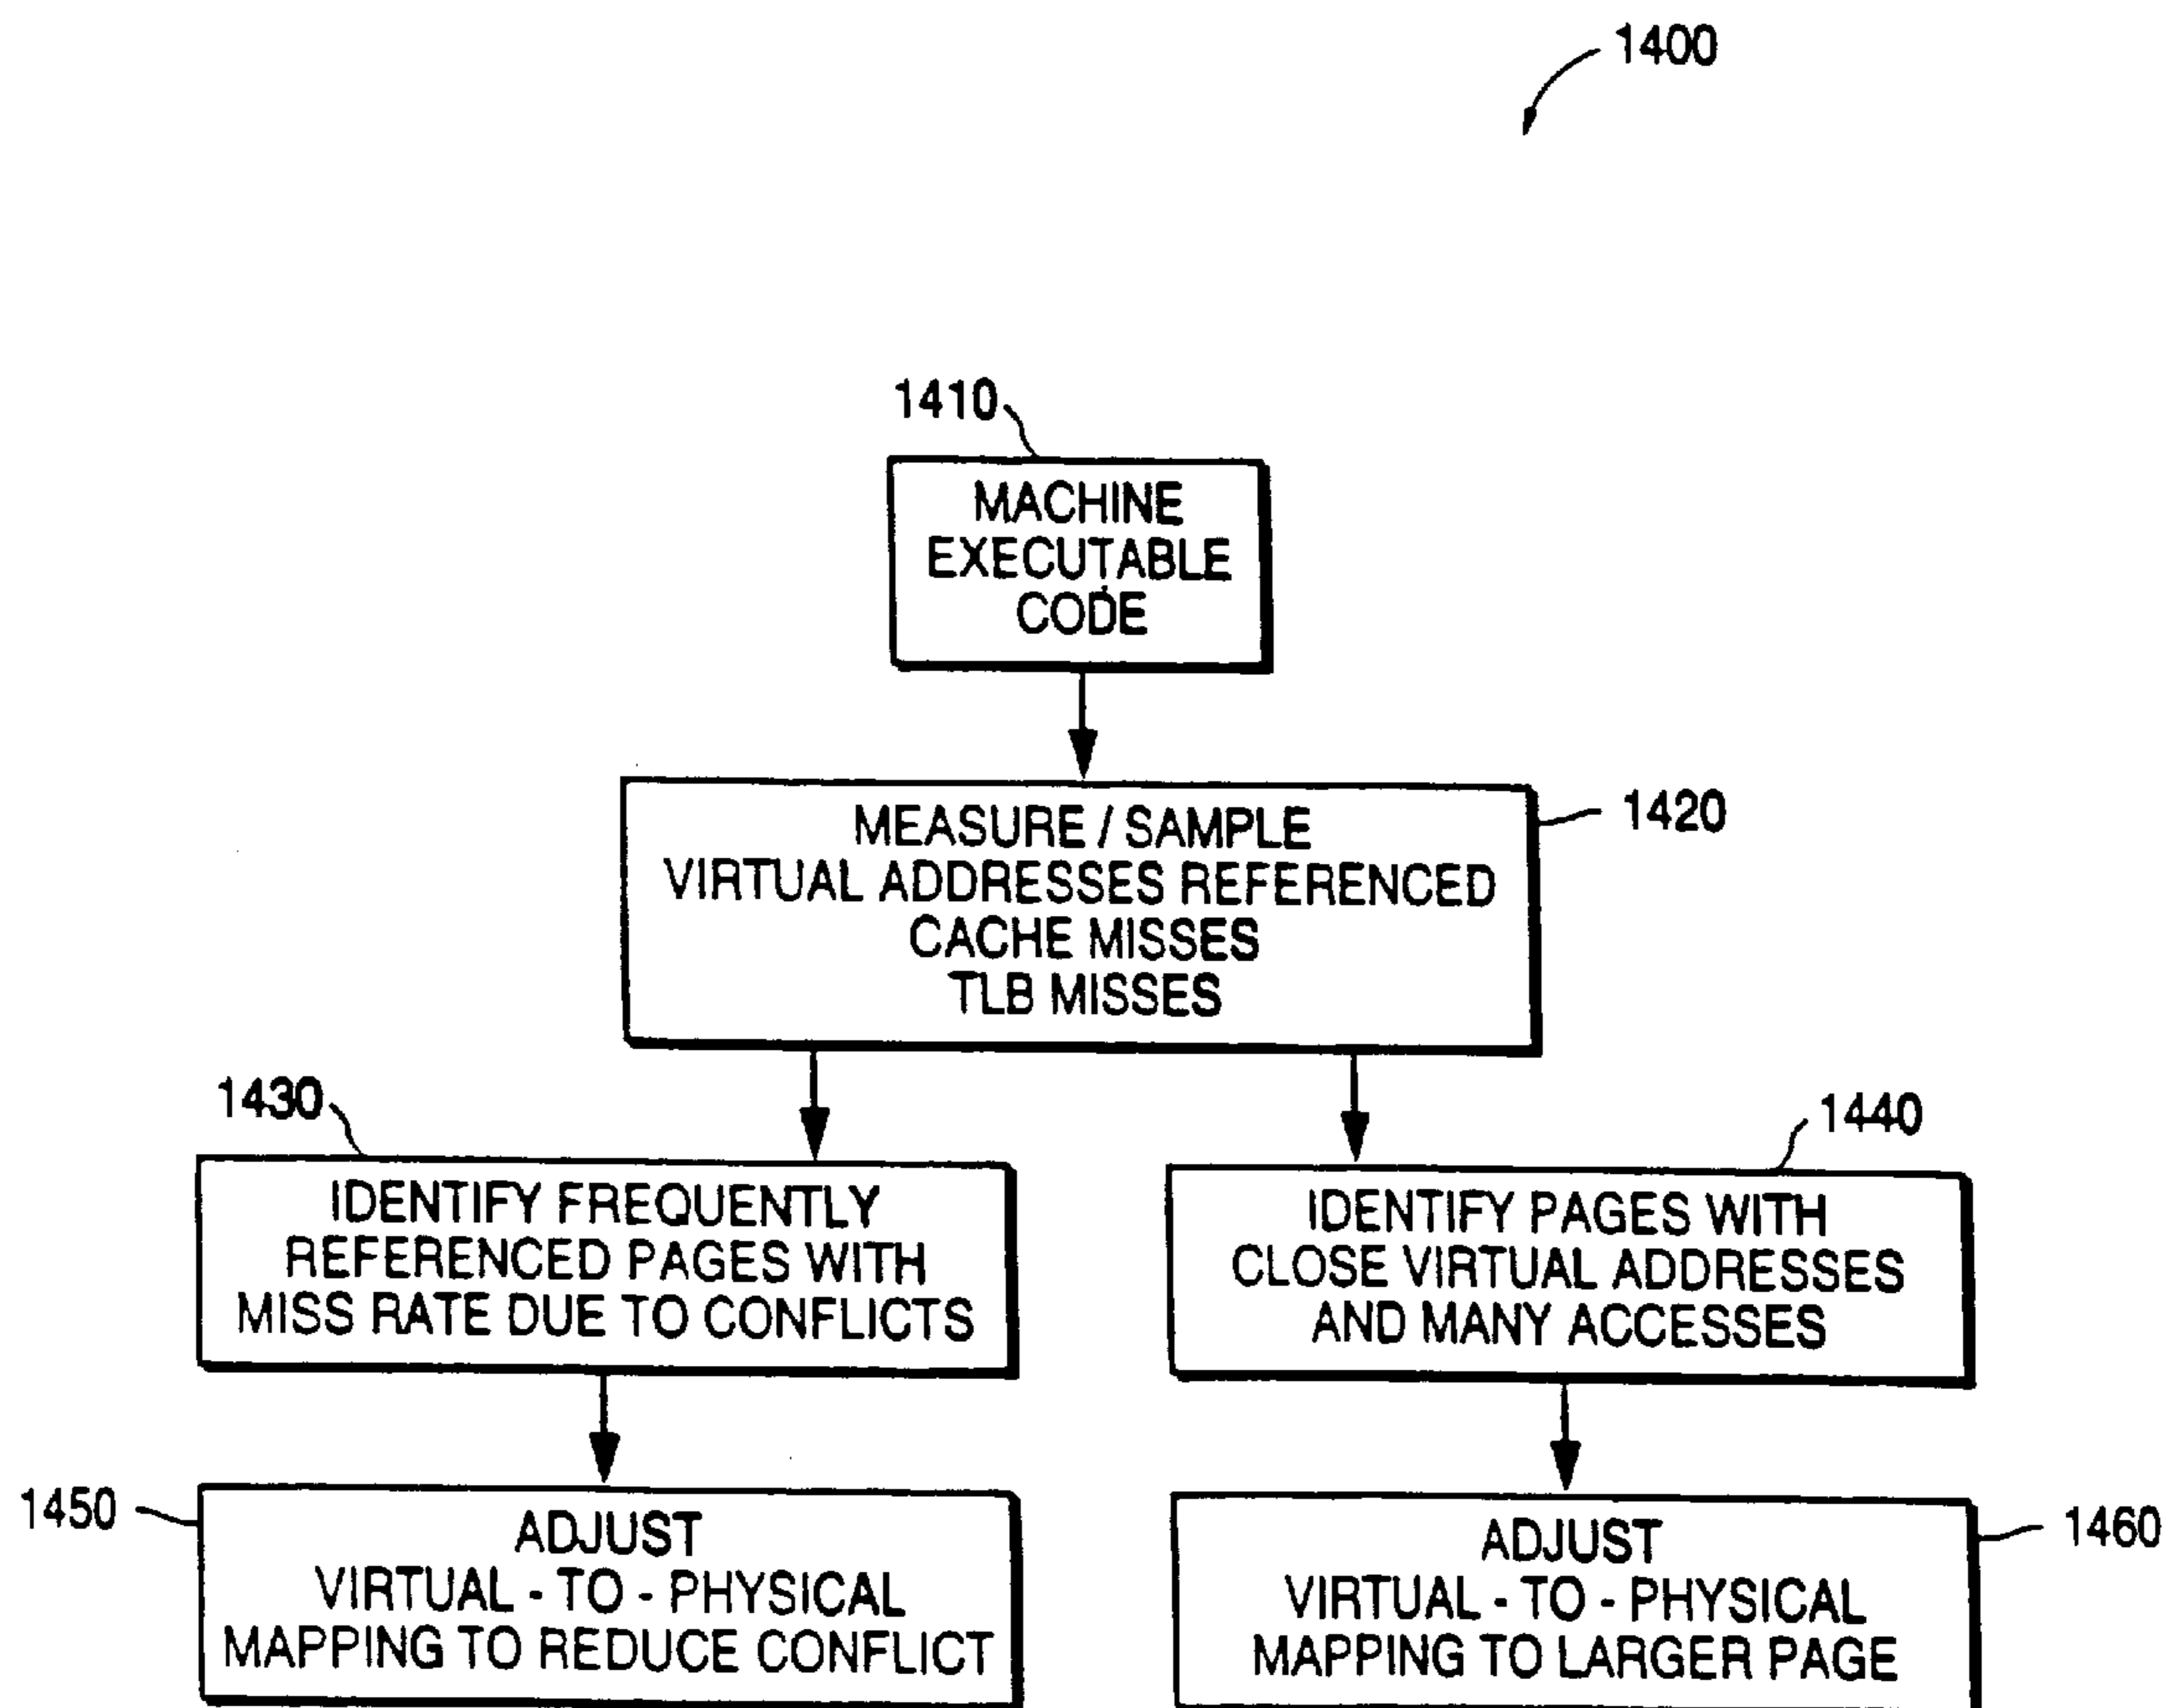 1400
1410
MACHINE
EXECUTABLE
CODE
1420
MEASURE / SAMPLE
VIRTUAL ADDRESSES REFERENCED
CACHE MISSES
TLB MISSES
1430
IDENTIFY FREQUENTLY
REFERENCED PAGES WITH
MISS RATE DUE TO CONFLICTS
1440
IDENTIFY PAGES WITH
CLOSE VIRTUAL ADDRESSES
AND MANY ACCESSES
1450
ADJUST
VIRTUAL - TO - PHYSICAL
MAPPING TO REDUCE CONFLICT
1460
ADJUST
VIRTUAL - TO - PHYSICAL
MAPPING TO LARGER PAGE